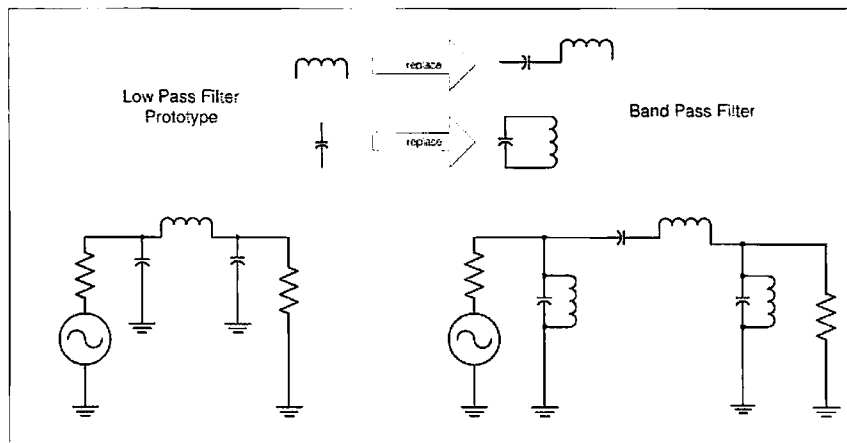 replace
Low Pass Filter
Prototype
Band Pass Filter
replace